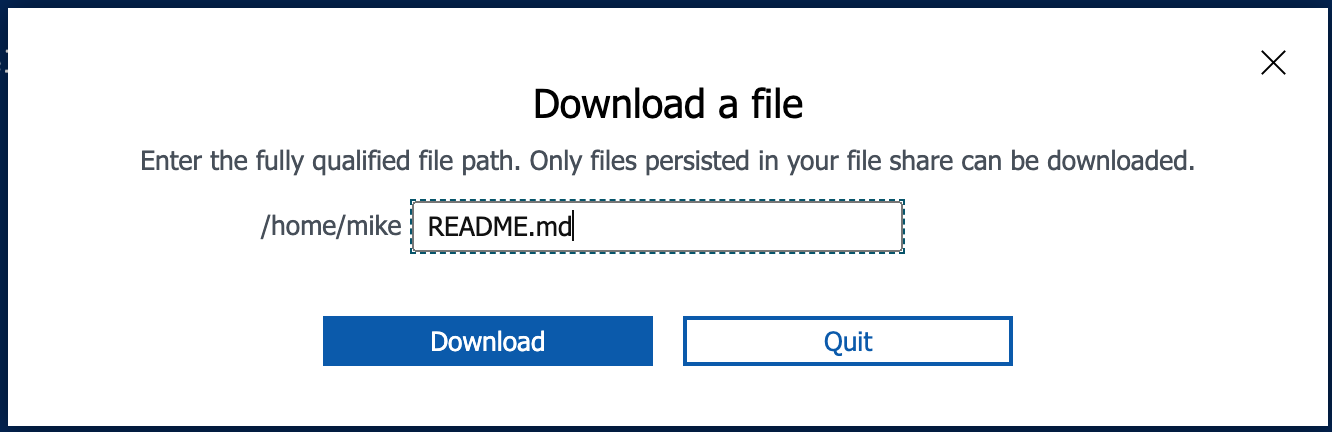 Download a file
Enter the fully qualified file path. Only files persisted in your file share can be downloaded.
/home/mike README.md
Download Quit